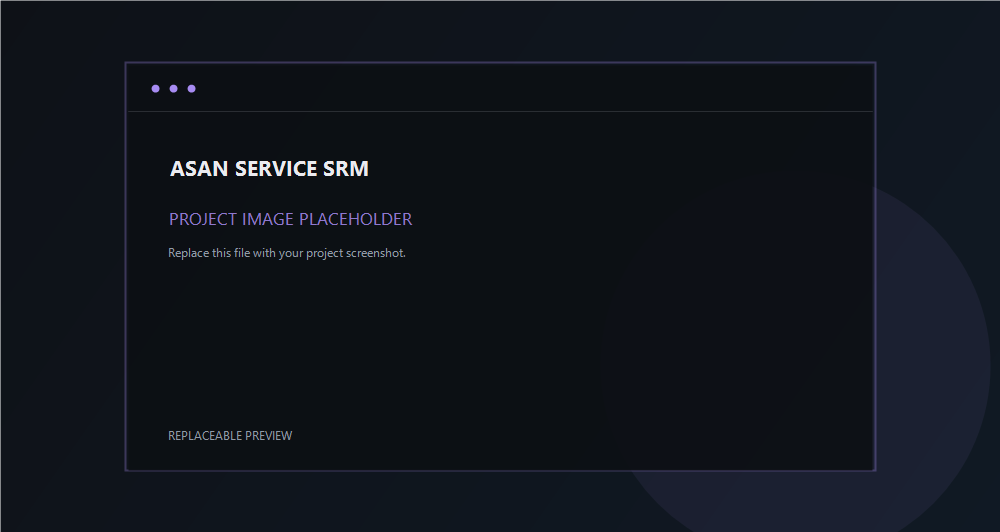 ASAN SERVICE SRM
PROJECT IMAGE PLACEHOLDER
Replace this file with your project screenshot.
REPLACEABLE PREVIEW